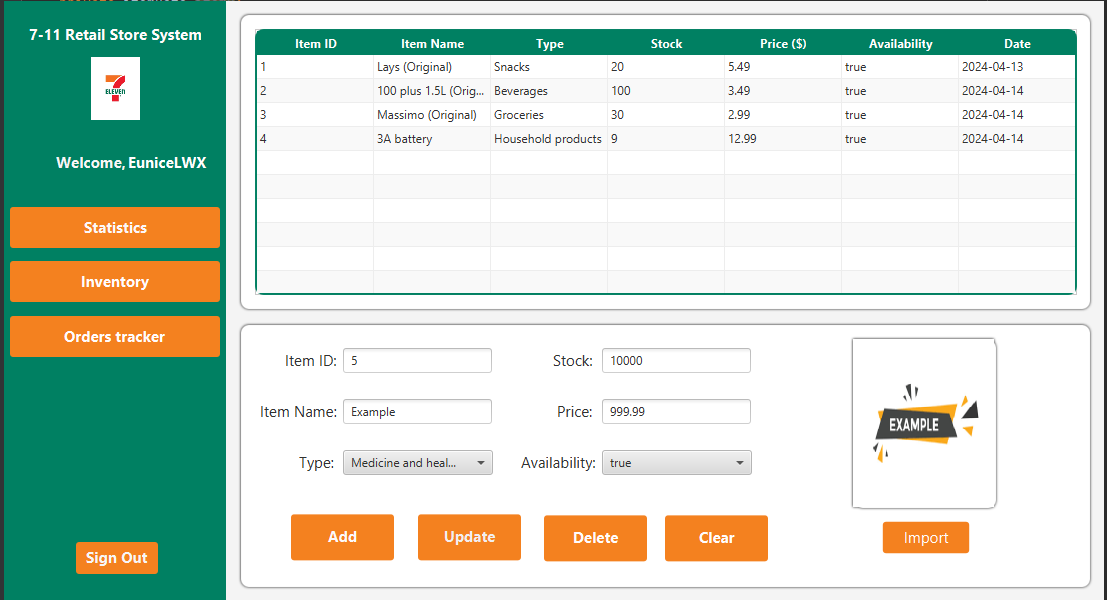 7-11 Retail Store System
ELEVEN
Welcome, EuniceLWX
Statistics
Inventory
Orders tracker
Sign Out
Item ID Item Name Type Stock Price ($) Availability Date
1 Lays (Original) Snacks 20 5.49 true 2024-04-13
2 100 plus 1.5L (Orig... Beverages 100 3.49 true 2024-04-14
3 Massimo (Original) Groceries 30 2.99 true 2024-04-14
4 3A battery Household products 9 12.99 true 2024-04-14
Item ID: 5 Stock: 10000
Item Name: Example Price: 999.99
Type: Medicine and heal... Availability: true
EXAMPLE
Add Update Delete Clear Import